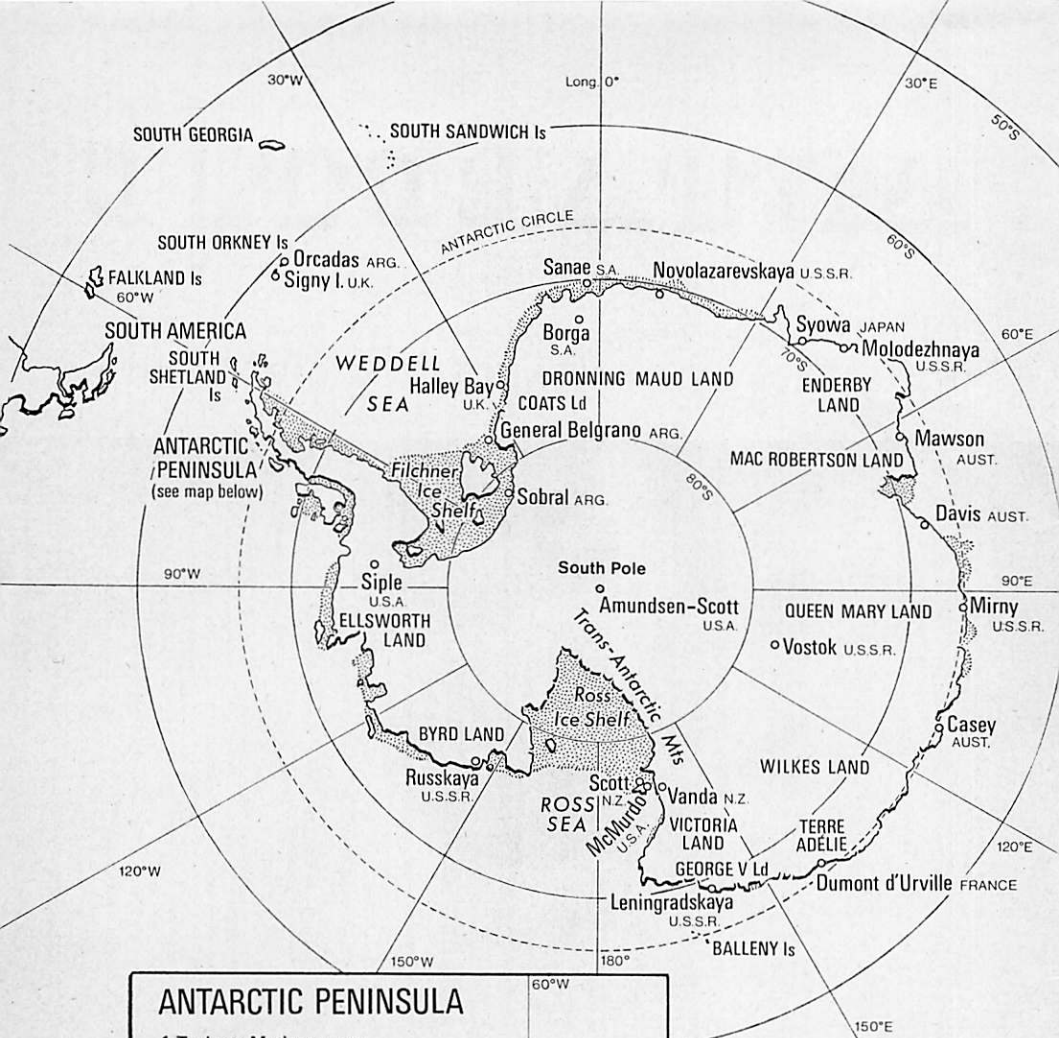 30°W
Long. 0°
30°E
50°S
SOUTH GEORGIA
SOUTH SANDWICH Is
ANTARCTIC CIRCLE
60°S
SOUTH ORKNEY Is
Orcadas ARG.
Signy I. U.K.
FALKLAND Is
60°W
Sanae S.A.
Novolazarevskaya U.S.S.R.
SOUTH AMERICA
Borga
S.A.
Syowa JAPAN
60°E
Molodezhnaya
U.S.S.R.
70°S
SOUTH
SHETLAND
Is
WEDDELL
SEA
Halley Bay
U.K.
DRONNING MAUD LAND
COATS Ld
ENDERBY
LAND
General Belgrano ARG.
Mawson
AUST.
ANTARCTIC
PENINSULA
(see map below)
MAC ROBERTSON LAND
Filchner
Ice
Shelf
80°S
Sobral ARG.
Davis AUST.
90°W
Siple
U.S.A.
South Pole
Amundsen–Scott
U.S.A.
90°E
QUEEN MARY LAND
Mirny
U.S.S.R.
ELLSWORTH
LAND
Trans-Antarctic Mts
Vostok U.S.S.R.
Ross
Ice Shelf
BYRD LAND
Casey
AUST.
Russkaya
U.S.S.R.
WILKES LAND
Scott
N.Z.
Vanda N.Z.
ROSS
SEA
McMurdo
U.S.A.
VICTORIA
LAND
TERRE
ADÉLIE
120°W
120°E
GEORGE V Ld
Dumont d'Urville FRANCE
Leningradskaya
U.S.S.R.
BALLENY Is
150°W
180°
150°E
60°W
ANTARCTIC PENINSULA